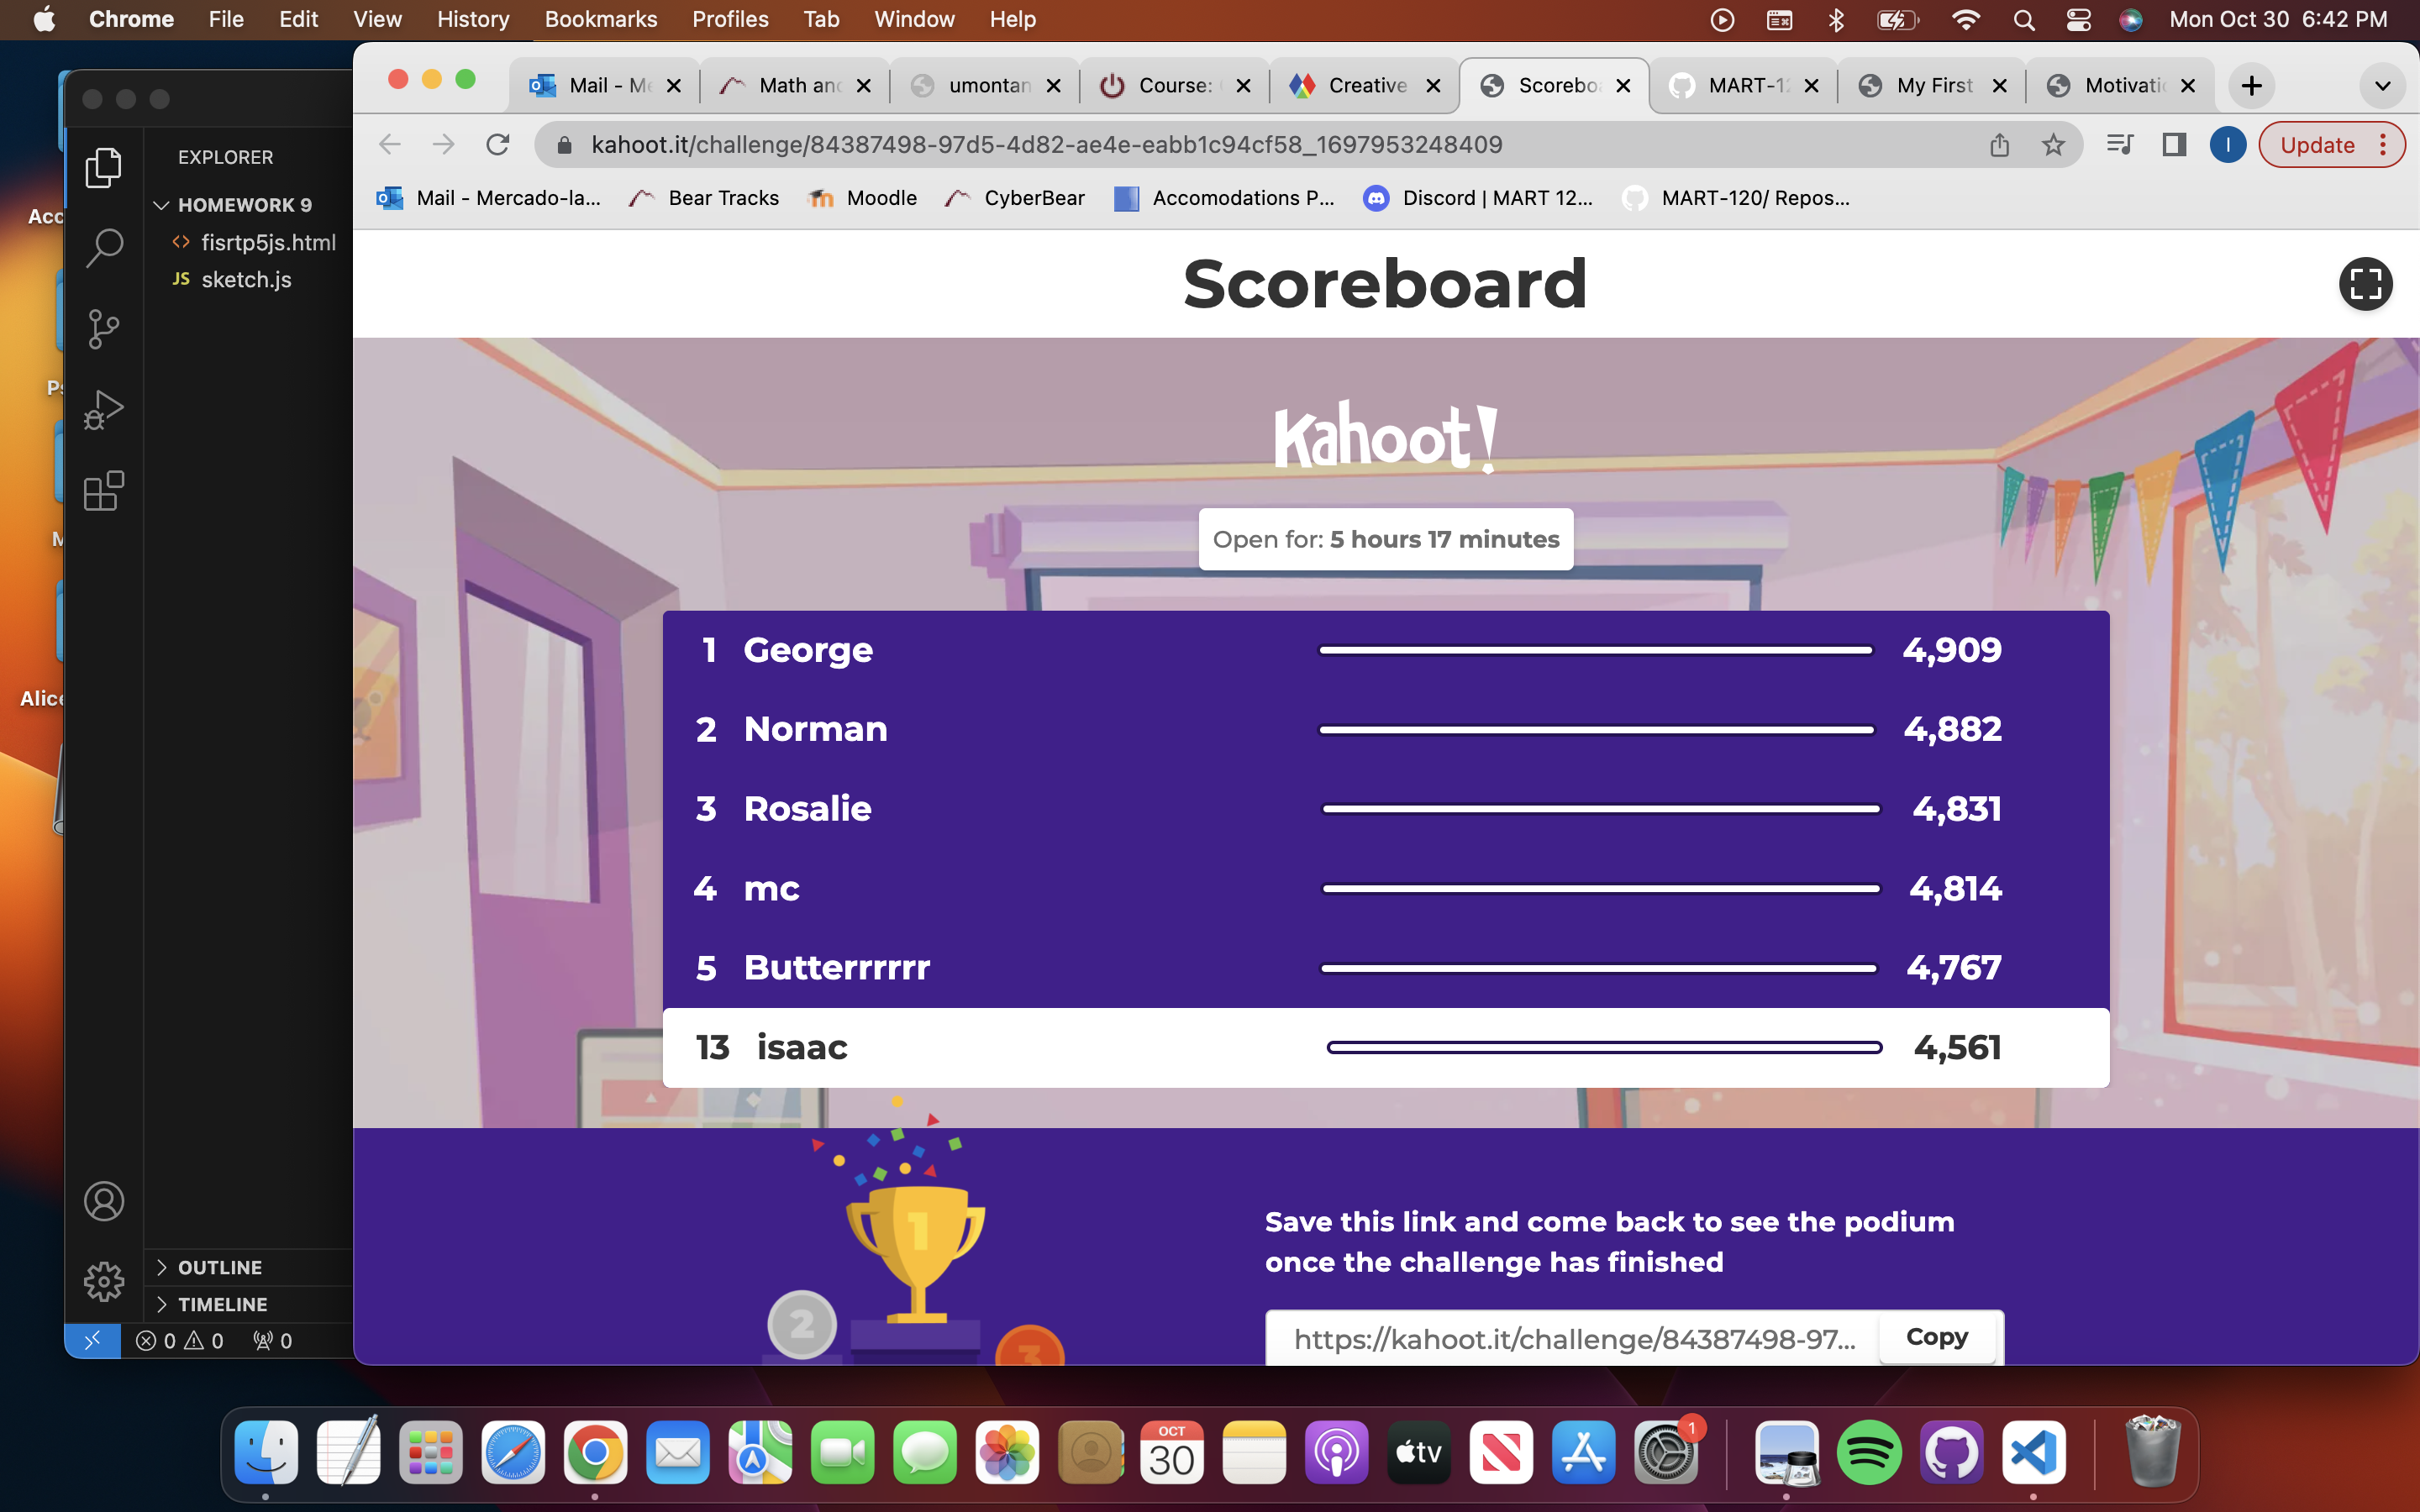 Chrome File Edit View History Bookmarks Profiles Tab Window Help Mon Oct 30 6:42 PM
Mail - Me Math and umontan Course: Creative Scorebo MART-12 My First Motivatio
kahoot.it/challenge/84387498-97d5-4d82-ae4e-eabb1c94cf58_1697953248409 I Update
Mail - Mercado-la... Bear Tracks Moodle CyberBear Accomodations P... Discord | MART 12... MART-120/ Repos...
EXPLORER
HOMEWORK 9
<> fisrtp5js.html
JS sketch.js
OUTLINE
TIMELINE
0 0 0
Acc
Ps
M
Alice
Scoreboard
Kahoot!
Open for: 5 hours 17 minutes
1 George 4,909
2 Norman 4,882
3 Rosalie 4,831
4 mc 4,814
5 Butterrrrrr 4,767
13 isaac 4,561
1
2
3
Save this link and come back to see the podium
once the challenge has finished
https://kahoot.it/challenge/84387498-97... Copy
OCT
30
tv
1